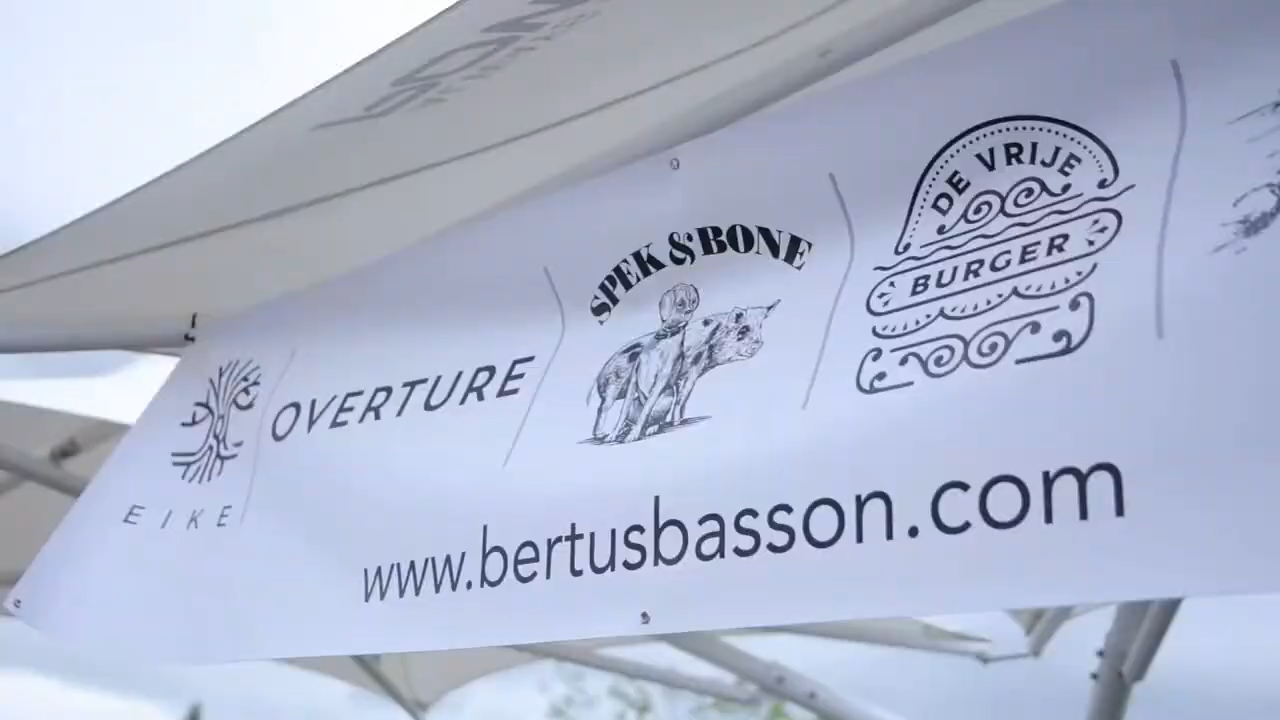 EIKE
OVERTURE
SPEK & BONE
DE VRIJE
BURGER
www.bertusbasson.com